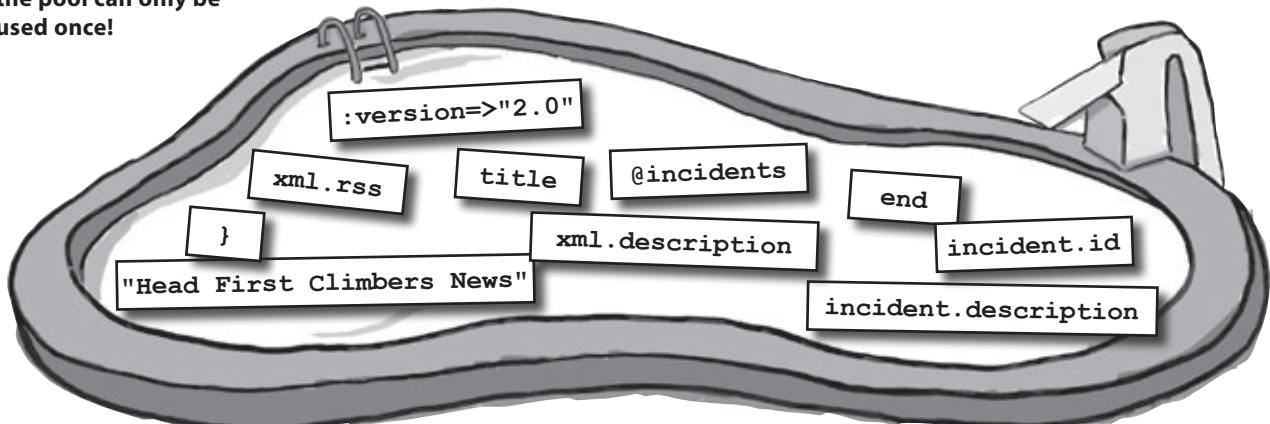 the pool can only be
used once!
:version=>"2.0"
xml.rss
title
@incidents
end
}
xml.description
incident.id
"Head First Climbers News"
incident.description